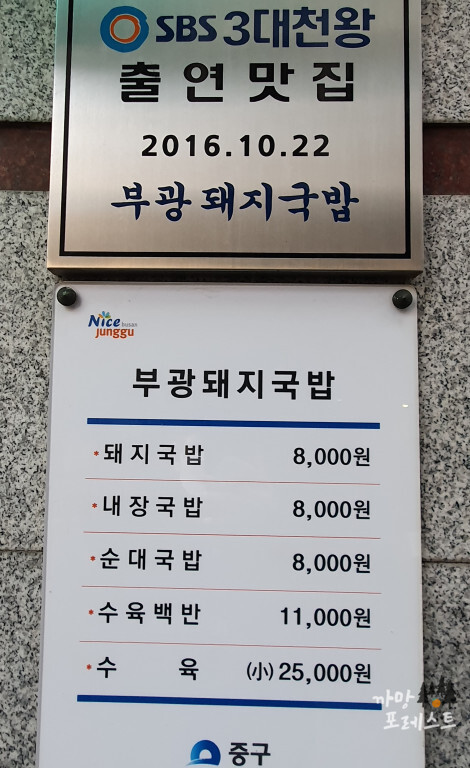 SBS 3대천왕
출연맛집
2016.10.22
부광돼지국밥
Nice busan
junggu
부광돼지국밥
*돼지국밥 8,000원
*내장국밥 8,000원
*순대국밥 8,000원
*수육백반 11,000원
*수 육 (小) 25,000원
중구
까망
포레스트